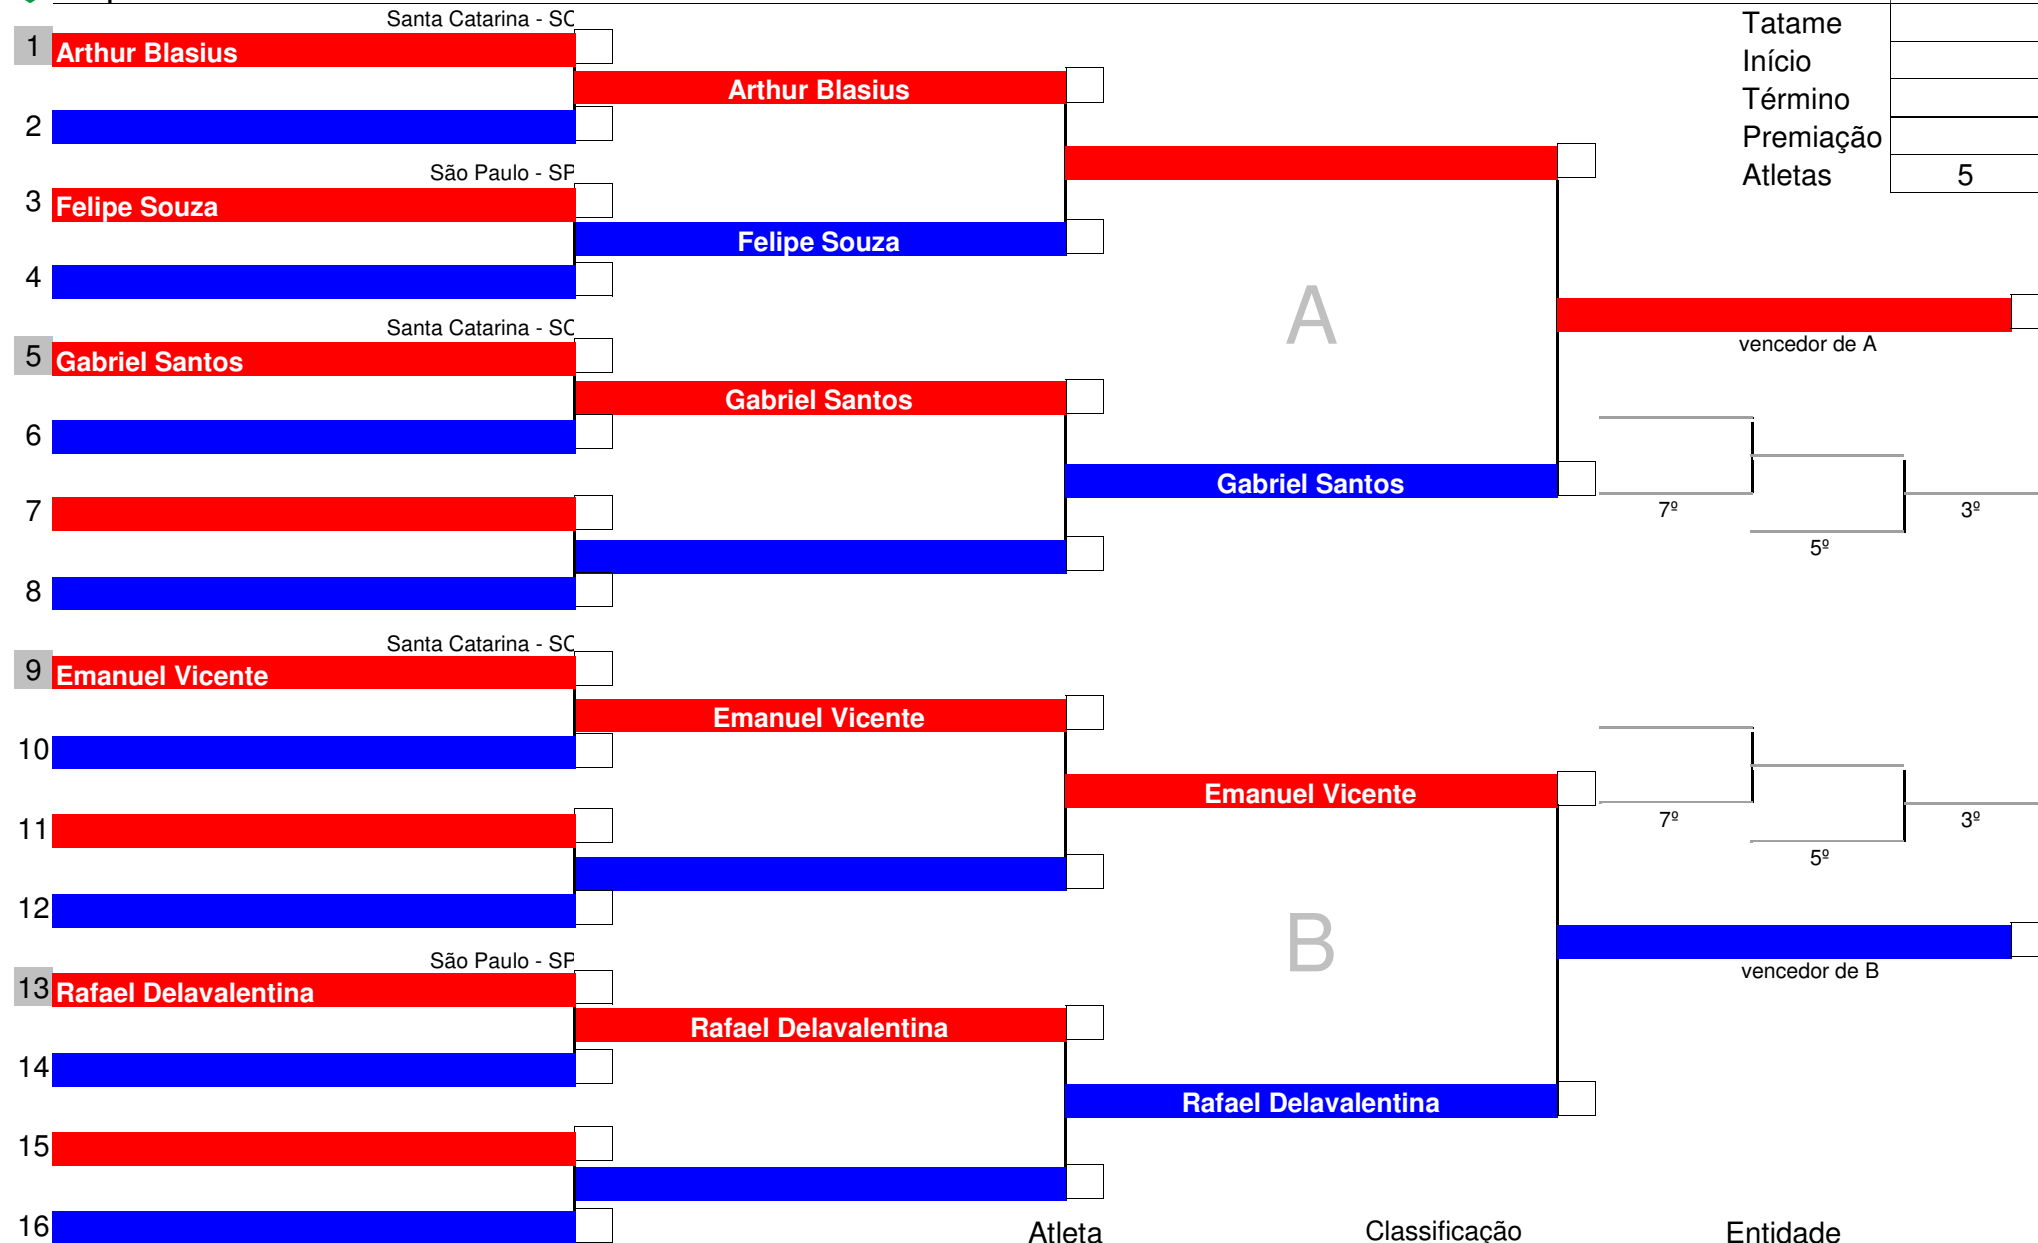 Santa Catarina - SC
1 Arthur Blasius
Arthur Blasius
2
São Paulo - SP
3 Felipe Souza
Felipe Souza
4
Santa Catarina - SC
5 Gabriel Santos
Gabriel Santos
6
Gabriel Santos
7
8
Santa Catarina - SC
9 Emanuel Vicente
Emanuel Vicente
10
Emanuel Vicente
11
12
São Paulo - SP
13 Rafael Delavalentina
Rafael Delavalentina
14
Rafael Delavalentina
15
16
A
B
Tatame
Início
Término
Premiação
Atletas 5
vencedor de A
7º
5º
3º
7º
5º
3º
vencedor de B
Atleta Classificação Entidade